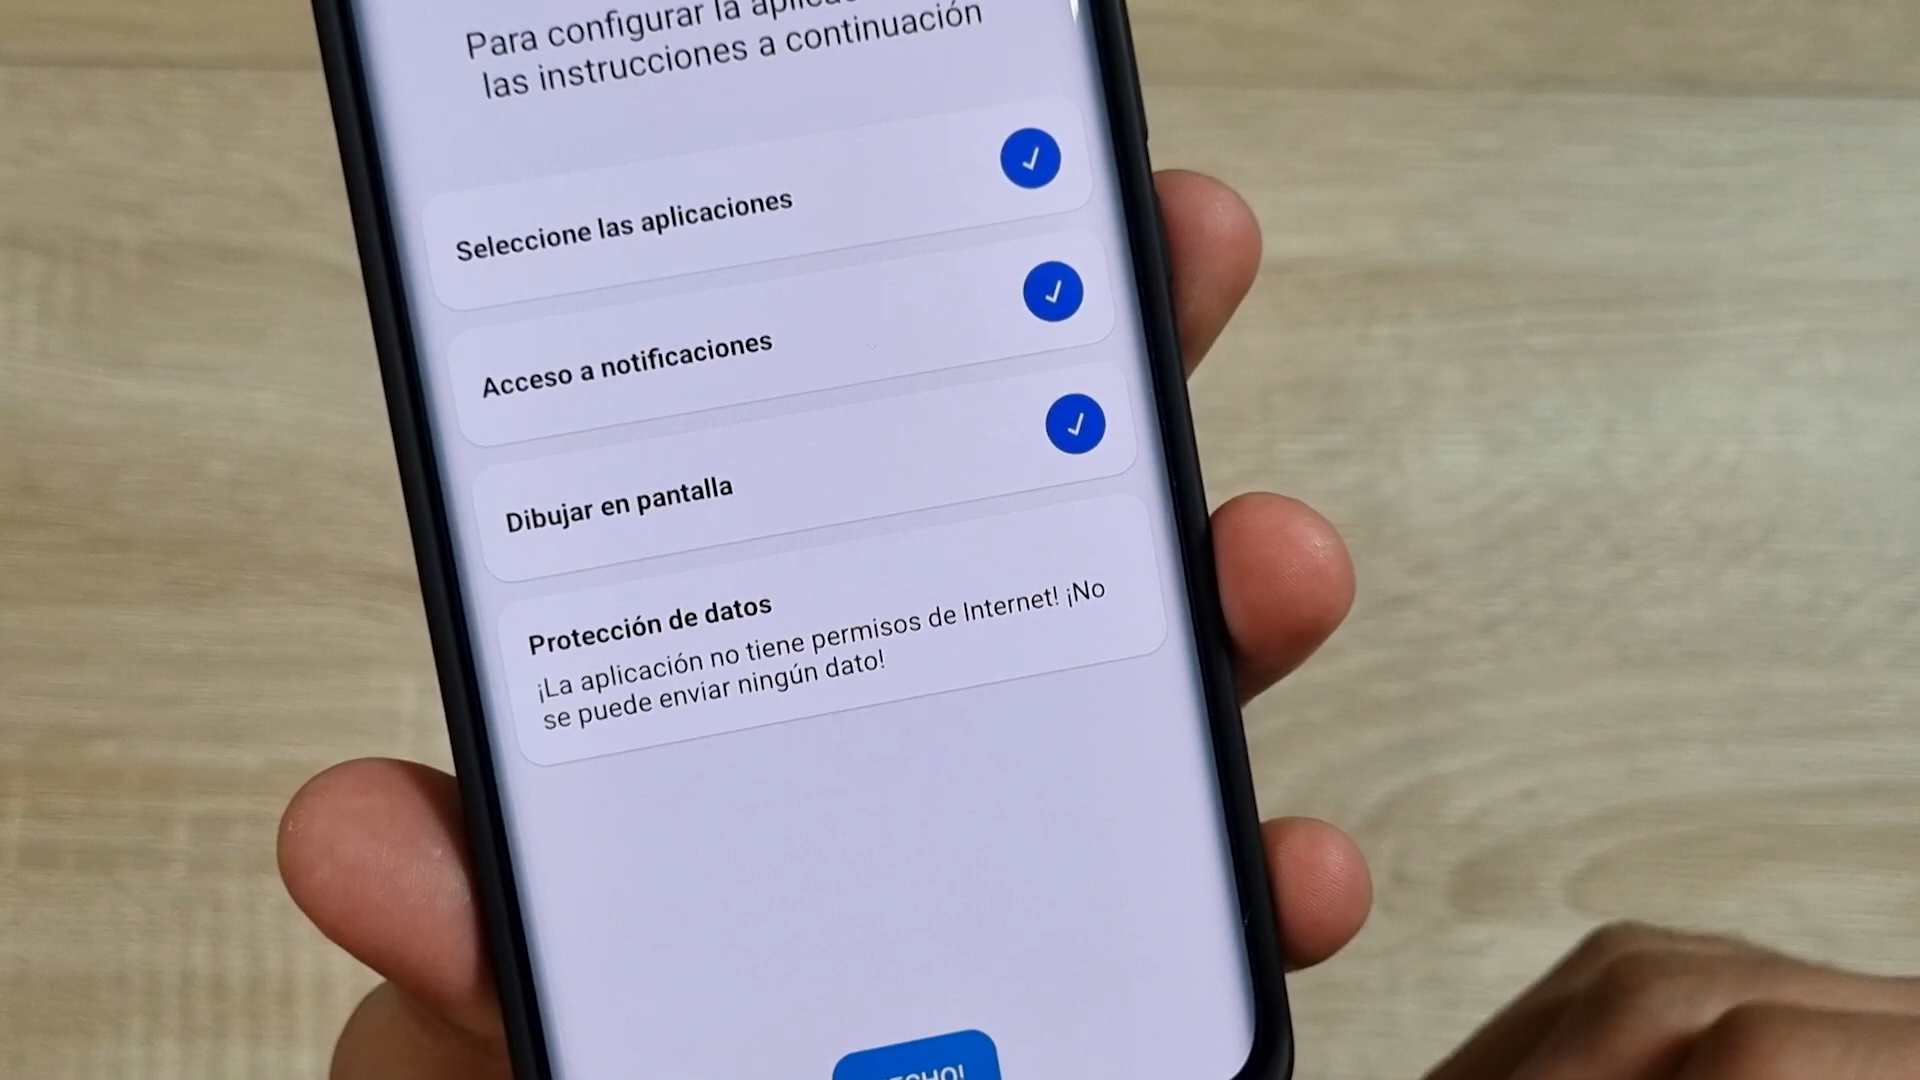 Para configurar la
las instrucciones a continuación
Seleccione las aplicaciones
Acceso a notificaciones
Dibujar en pantalla
Protección de datos
¡La aplicación no tiene permisos de Internet! ¡No
se puede enviar ningún dato!